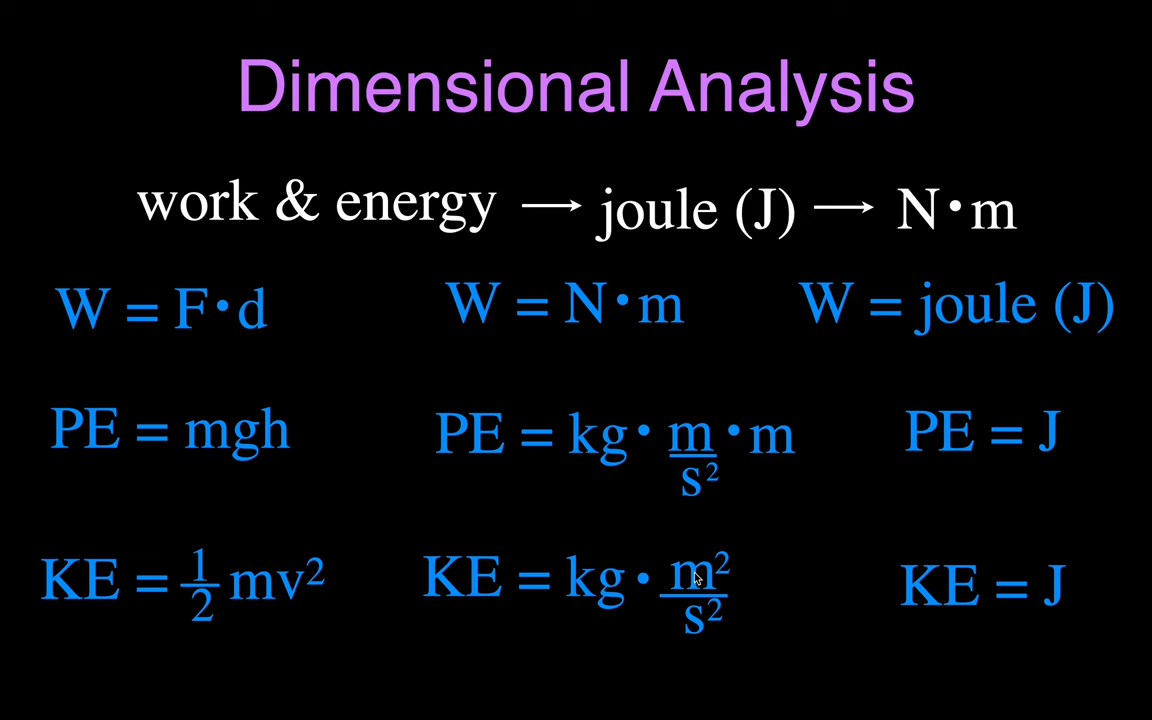 Dimensional Analysis
work & energy → joule (J) → N·m
W = F·d W = N·m W = joule (J)
PE = mgh PE = kg · m/s² · m PE = J
KE = 1/2 mv² KE = kg · m²/s² KE = J